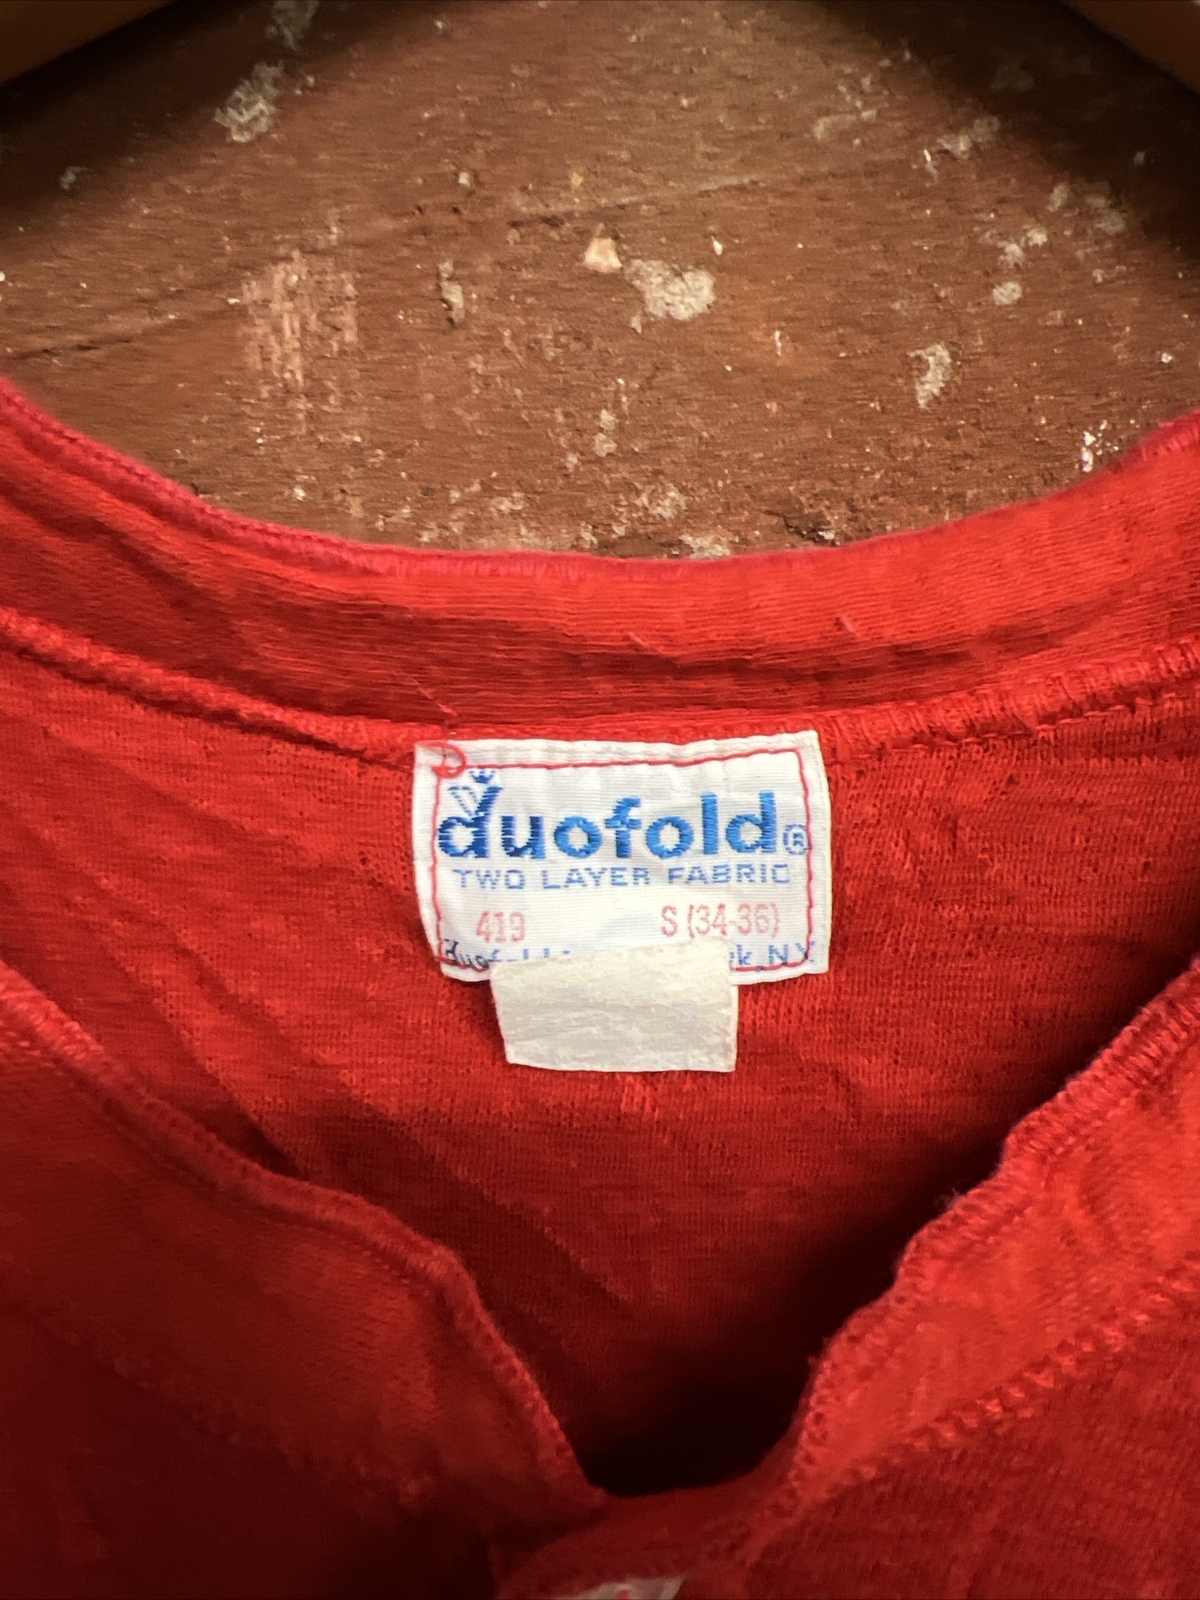 duofold®
TWO LAYER FABRIC
419 S (34-36)
N.Y.